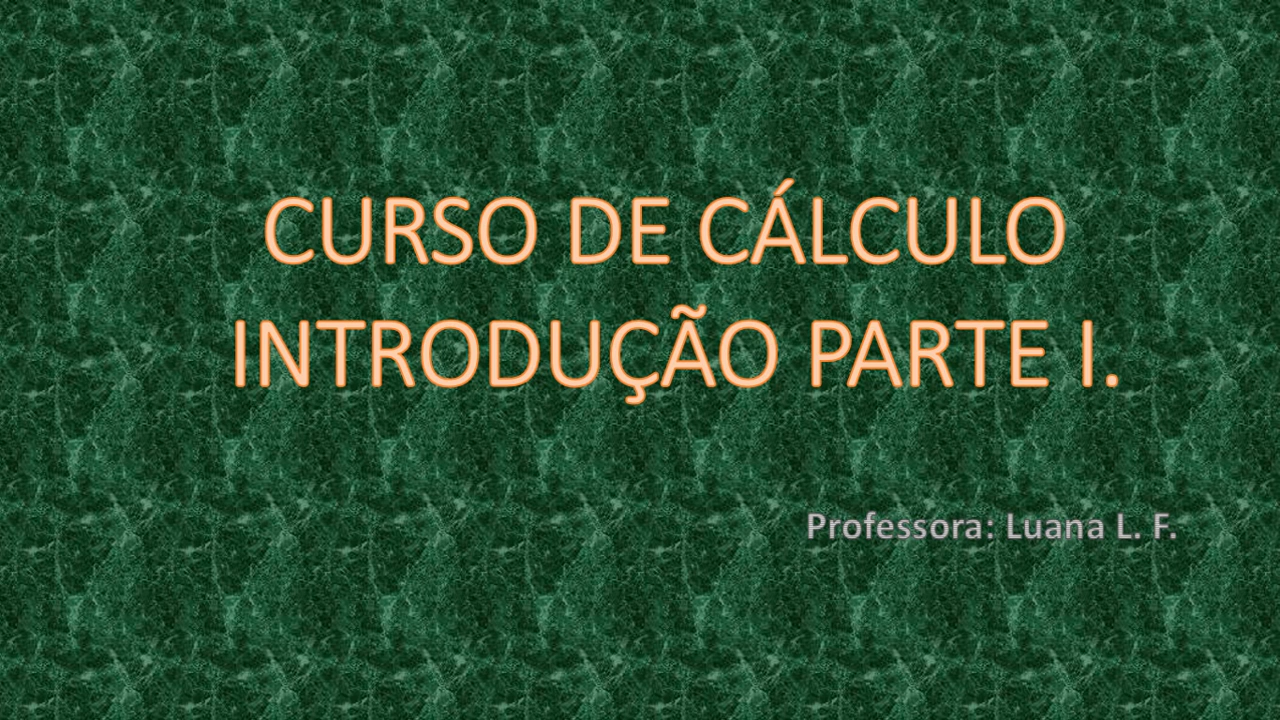 CURSO DE CÁLCULO
INTRODUÇÃO PARTE I.
Professora: Luana L. F.